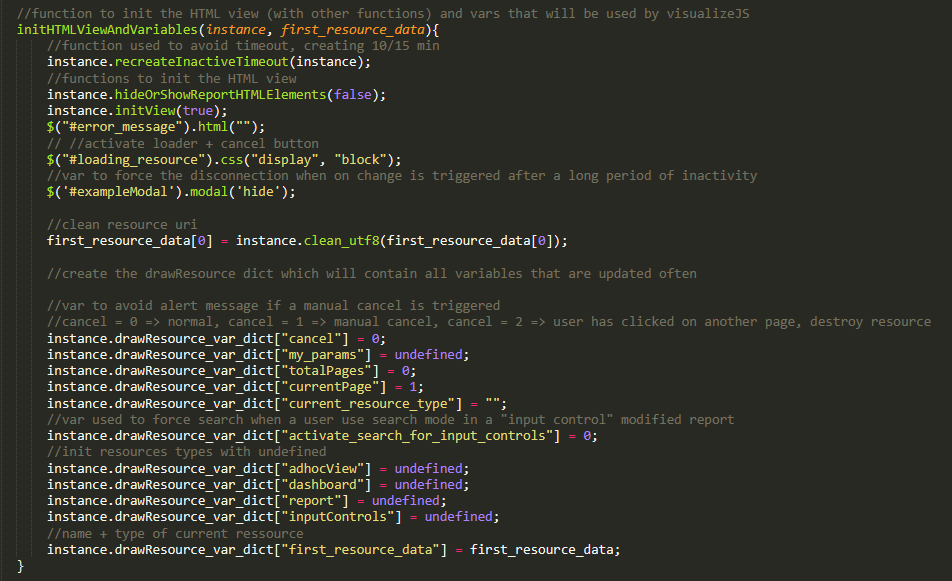 //function to init the HTML view (with other functions) and vars that will be used by visualizeJS
initHTMLViewAndVariables(instance, first_resource_data){
//function used to avoid timeout, creating 10/15 min
instance.recreateInactiveTimeout(instance);
//functions to init the HTML view
instance.hideOrShowReportHTMLElements(false);
instance.initView(true);
$("#error_message").html("");
// //activate loader + cancel button
$("#loading_resource").css("display", "block");
//var to force the disconnection when on change is triggered after a long period of inactivity
$('#exampleModal').modal('hide');
//clean resource uri
first_resource_data[0] = instance.clean_utf8(first_resource_data[0]);
//create the drawResource dict which will contain all variables that are updated often
//var to avoid alert message if a manual cancel is triggered
//cancel = 0 => normal, cancel = 1 => manual cancel, cancel = 2 => user has clicked on another page, destroy resource
instance.drawResource_var_dict["cancel"] = 0;
instance.drawResource_var_dict["my_params"] = undefined;
instance.drawResource_var_dict["totalPages"] = 0;
instance.drawResource_var_dict["currentPage"] = 1;
instance.drawResource_var_dict["current_resource_type"] = "";
//var used to force search when a user use search mode in a "input control" modified report
instance.drawResource_var_dict["activate_search_for_input_controls"] = 0;
//init resources types with undefined
instance.drawResource_var_dict["adhocView"] = undefined;
instance.drawResource_var_dict["dashboard"] = undefined;
instance.drawResource_var_dict["report"] = undefined;
instance.drawResource_var_dict["inputControls"] = undefined;
//name + type of current ressource
instance.drawResource_var_dict["first_resource_data"] = first_resource_data;
}